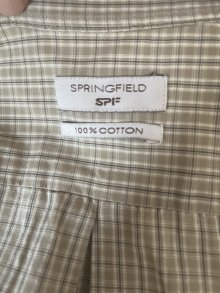 SPRINGFIELD
SPF
100% COTTON